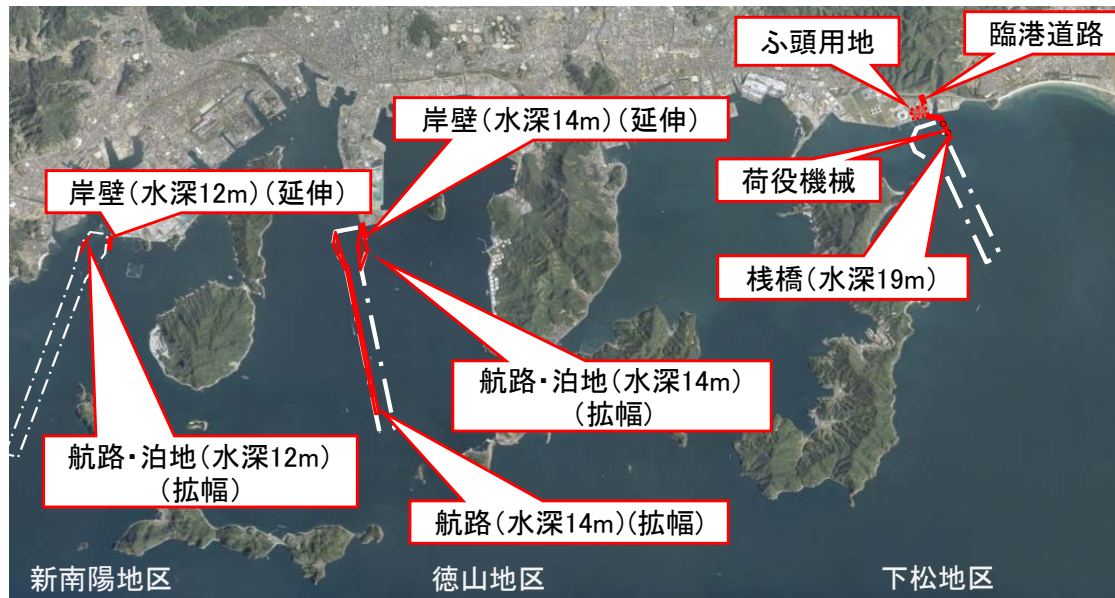 ふ頭用地
臨港道路
岸壁(水深14m)(延伸)
荷役機械
岸壁(水深12m)(延伸)
桟橋(水深19m)
航路・泊地(水深14m)
(拡幅)
航路・泊地(水深12m)
(拡幅)
航路(水深14m)(拡幅)
新南陽地区
徳山地区
下松地区